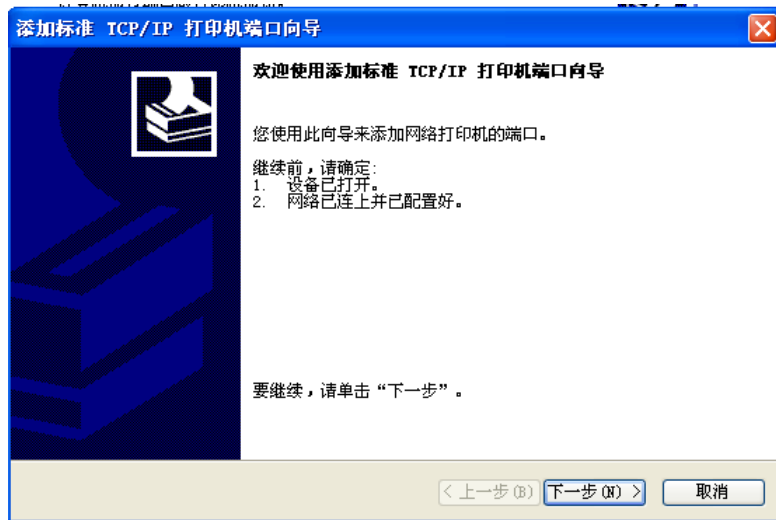 添加标准 TCP/IP 打印机端口向导
欢迎使用添加标准 TCP/IP 打印机端口向导
您使用此向导来添加网络打印机的端口。
继续前，请确定:
1. 设备已打开。
2. 网络已连上并已配置好。
要继续，请单击“下一步”。
< 上一步(B) 下一步(N) > 取消